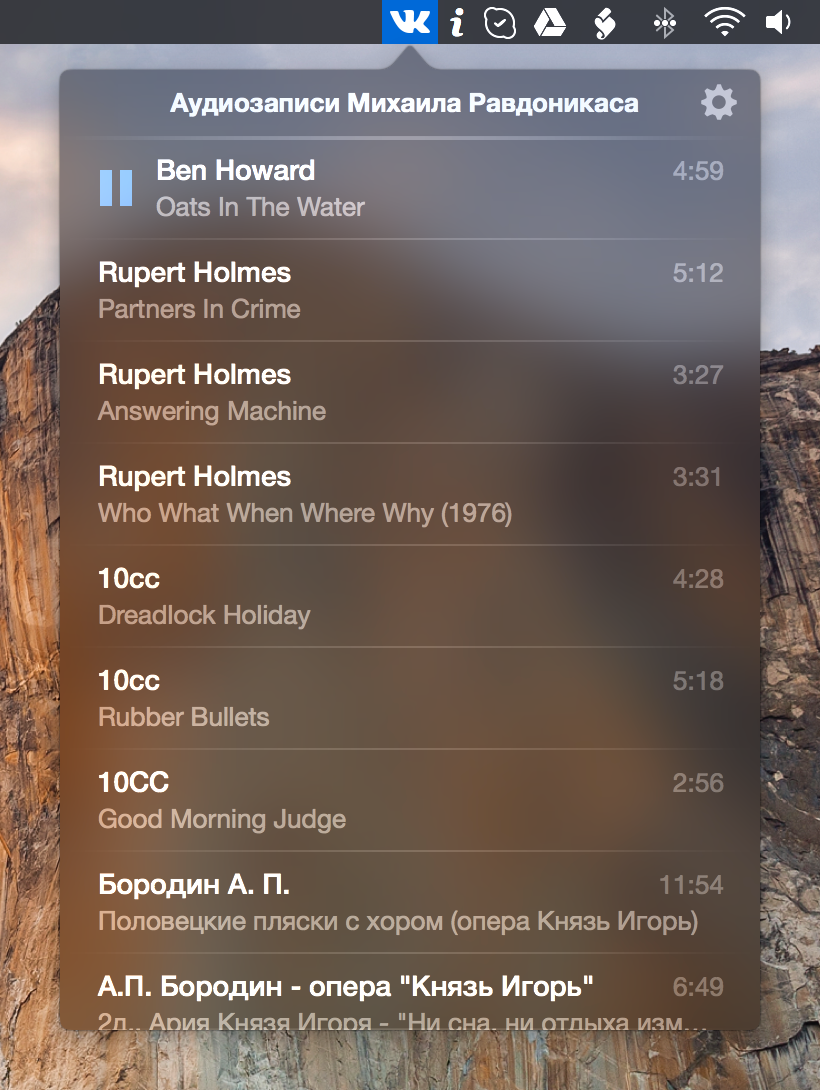 VK
Аудиозаписи Михаила Равдоникаса
Ben Howard 4:59
Oats In The Water
Rupert Holmes 5:12
Partners In Crime
Rupert Holmes 3:27
Answering Machine
Rupert Holmes 3:31
Who What When Where Why (1976)
10cc 4:28
Dreadlock Holiday
10cc 5:18
Rubber Bullets
10CC 2:56
Good Morning Judge
Бородин А. П. 11:54
Половецкие пляски с хором (опера Князь Игорь)
А.П. Бородин - опера "Князь Игорь" 6:49
2д., Ария Князя Игоря - "Ни сна, ни отдыха изм...